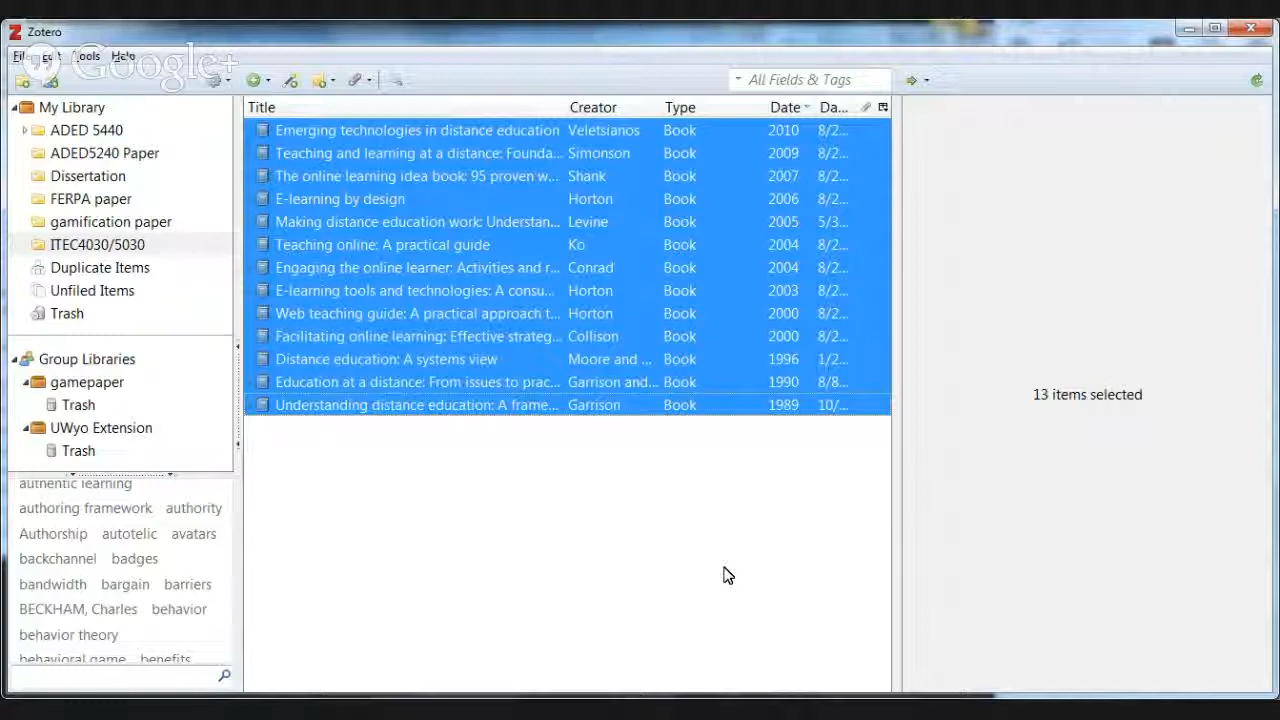 Zotero
Google+
File Edit Tools Help
All Fields & Tags
My Library
ADED 5440
ADED5240 Paper
Dissertation
FERPA paper
gamification paper
ITEC4030/5030
Duplicate Items
Unfiled Items
Trash
Group Libraries
gamepaper
Trash
UWyo Extension
Trash
authentic learning
authoring framework authority
Authorship autotelic avatars
backchannel badges
bandwidth bargain barriers
BECKHAM, Charles behavior
behavior theory
behavioral game benefits
Title Creator Type Date Da...
Emerging technologies in distance education Veletsianos Book 2010 8/2...
Teaching and learning at a distance: Founda... Simonson Book 2009 8/2...
The online learning idea book: 95 proven w... Shank Book 2007 8/2...
E-learning by design Horton Book 2006 8/2...
Making distance education work: Understan... Levine Book 2005 5/3...
Teaching online: A practical guide Ko Book 2004 8/2...
Engaging the online learner: Activities and r... Conrad Book 2004 8/2...
E-learning tools and technologies: A consu... Horton Book 2003 8/2...
Web teaching guide: A practical approach t... Horton Book 2000 8/2...
Facilitating online learning: Effective strateg... Collison Book 2000 8/2...
Distance education: A systems view Moore and ... Book 1996 1/2...
Education at a distance: From issues to prac... Garrison and... Book 1990 8/8...
Understanding distance education: A frame... Garrison Book 1989 10/...
13 items selected